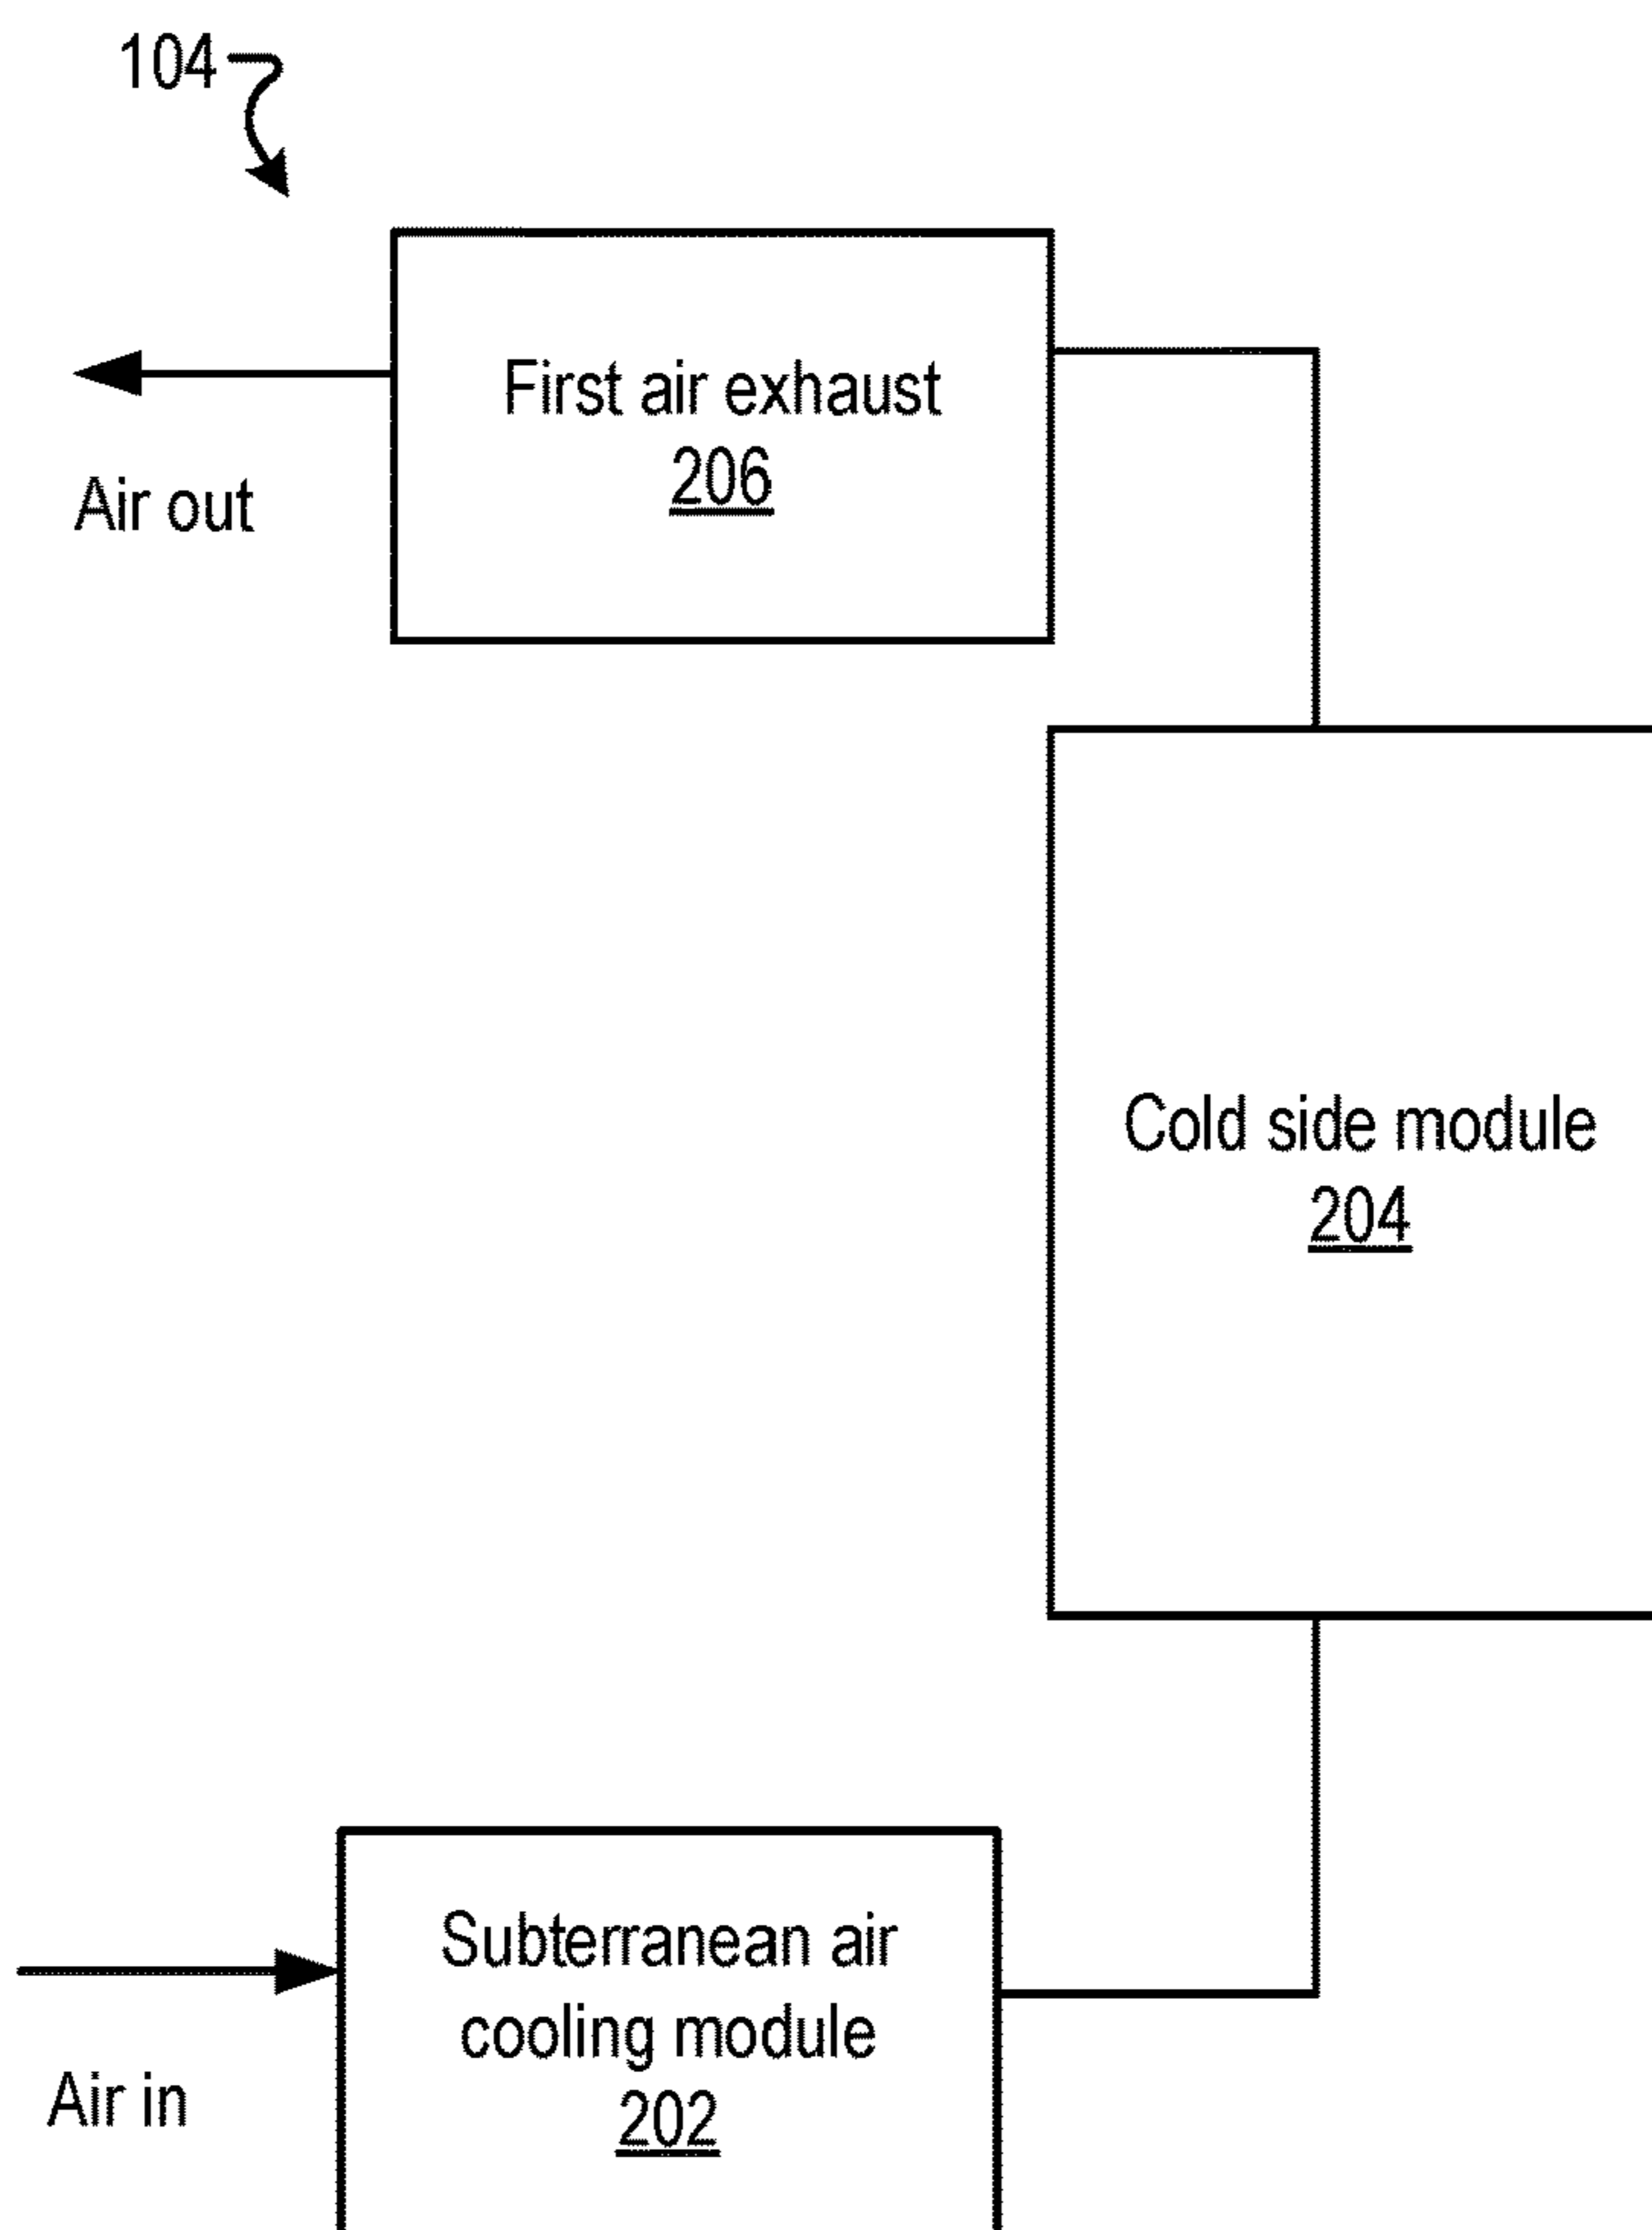 104
First air exhaust
206
Air out
Cold side module
204
Subterranean air
cooling module
202
Air in